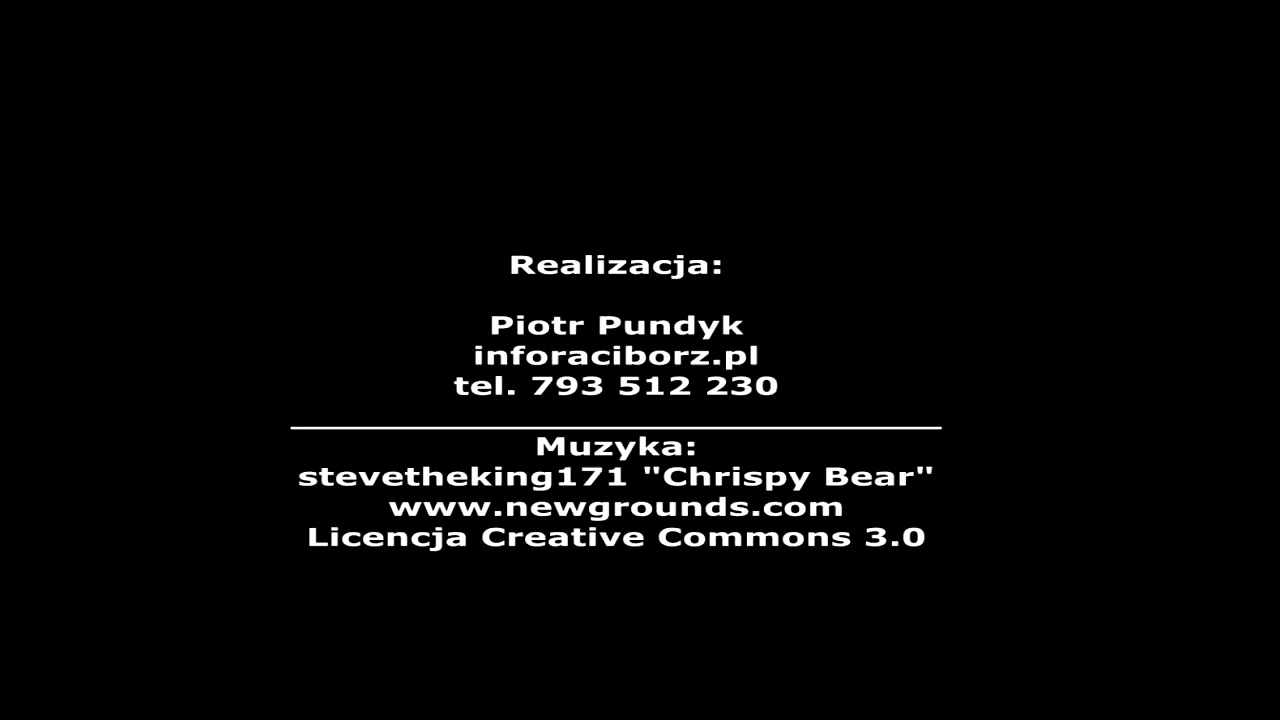 Realizacja:
Piotr Pundyk
inforaciborz.pl
tel. 793 512 230
Muzyka:
stevetheking171 "Chrispy Bear"
www.newgrounds.com
Licencja Creative Commons 3.0